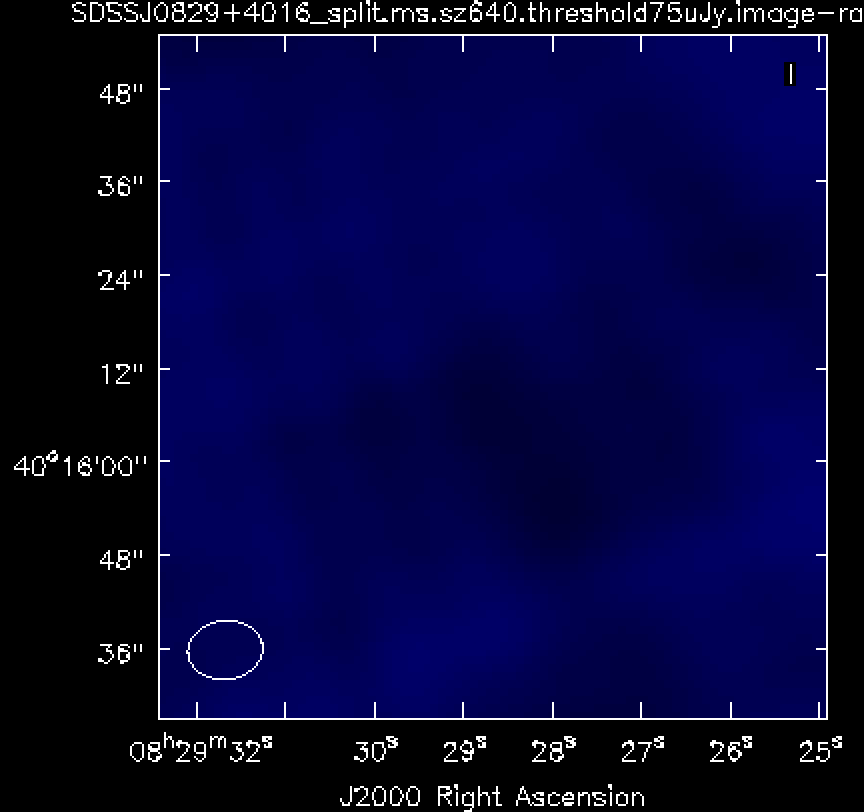 SDSSJ0829+4016_split.ms.sz640.threshold75uJy.image-ra
I
48"
36"
24"
12"
40°16'00"
48"
36"
08ʰ29ᵐ32ˢ 30ˢ 29ˢ 28ˢ 27ˢ 26ˢ 25ˢ
J2000 Right Ascension